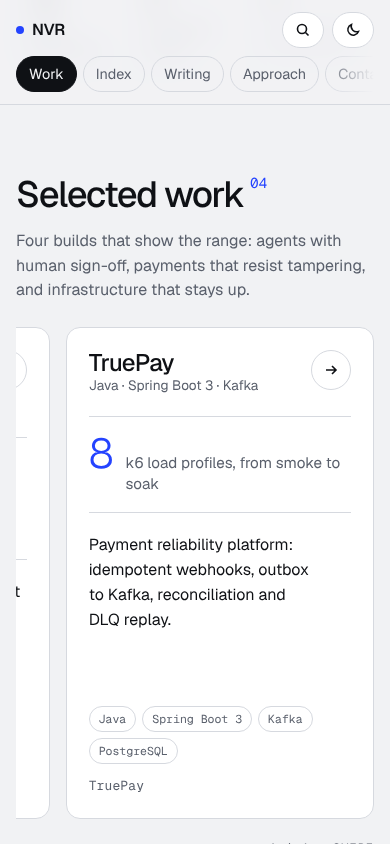 NVR
Work
Index
Writing
Approach
Selected work 04
Four builds that show the range: agents with
human sign-off, payments that resist tampering,
and infrastructure that stays up.
t
TruePay
Java · Spring Boot 3 · Kafka
8 k6 load profiles, from smoke to
soak
Payment reliability platform:
idempotent webhooks, outbox
to Kafka, reconciliation and
DLQ replay.
Java
Spring Boot 3
Kafka
PostgreSQL
TruePay